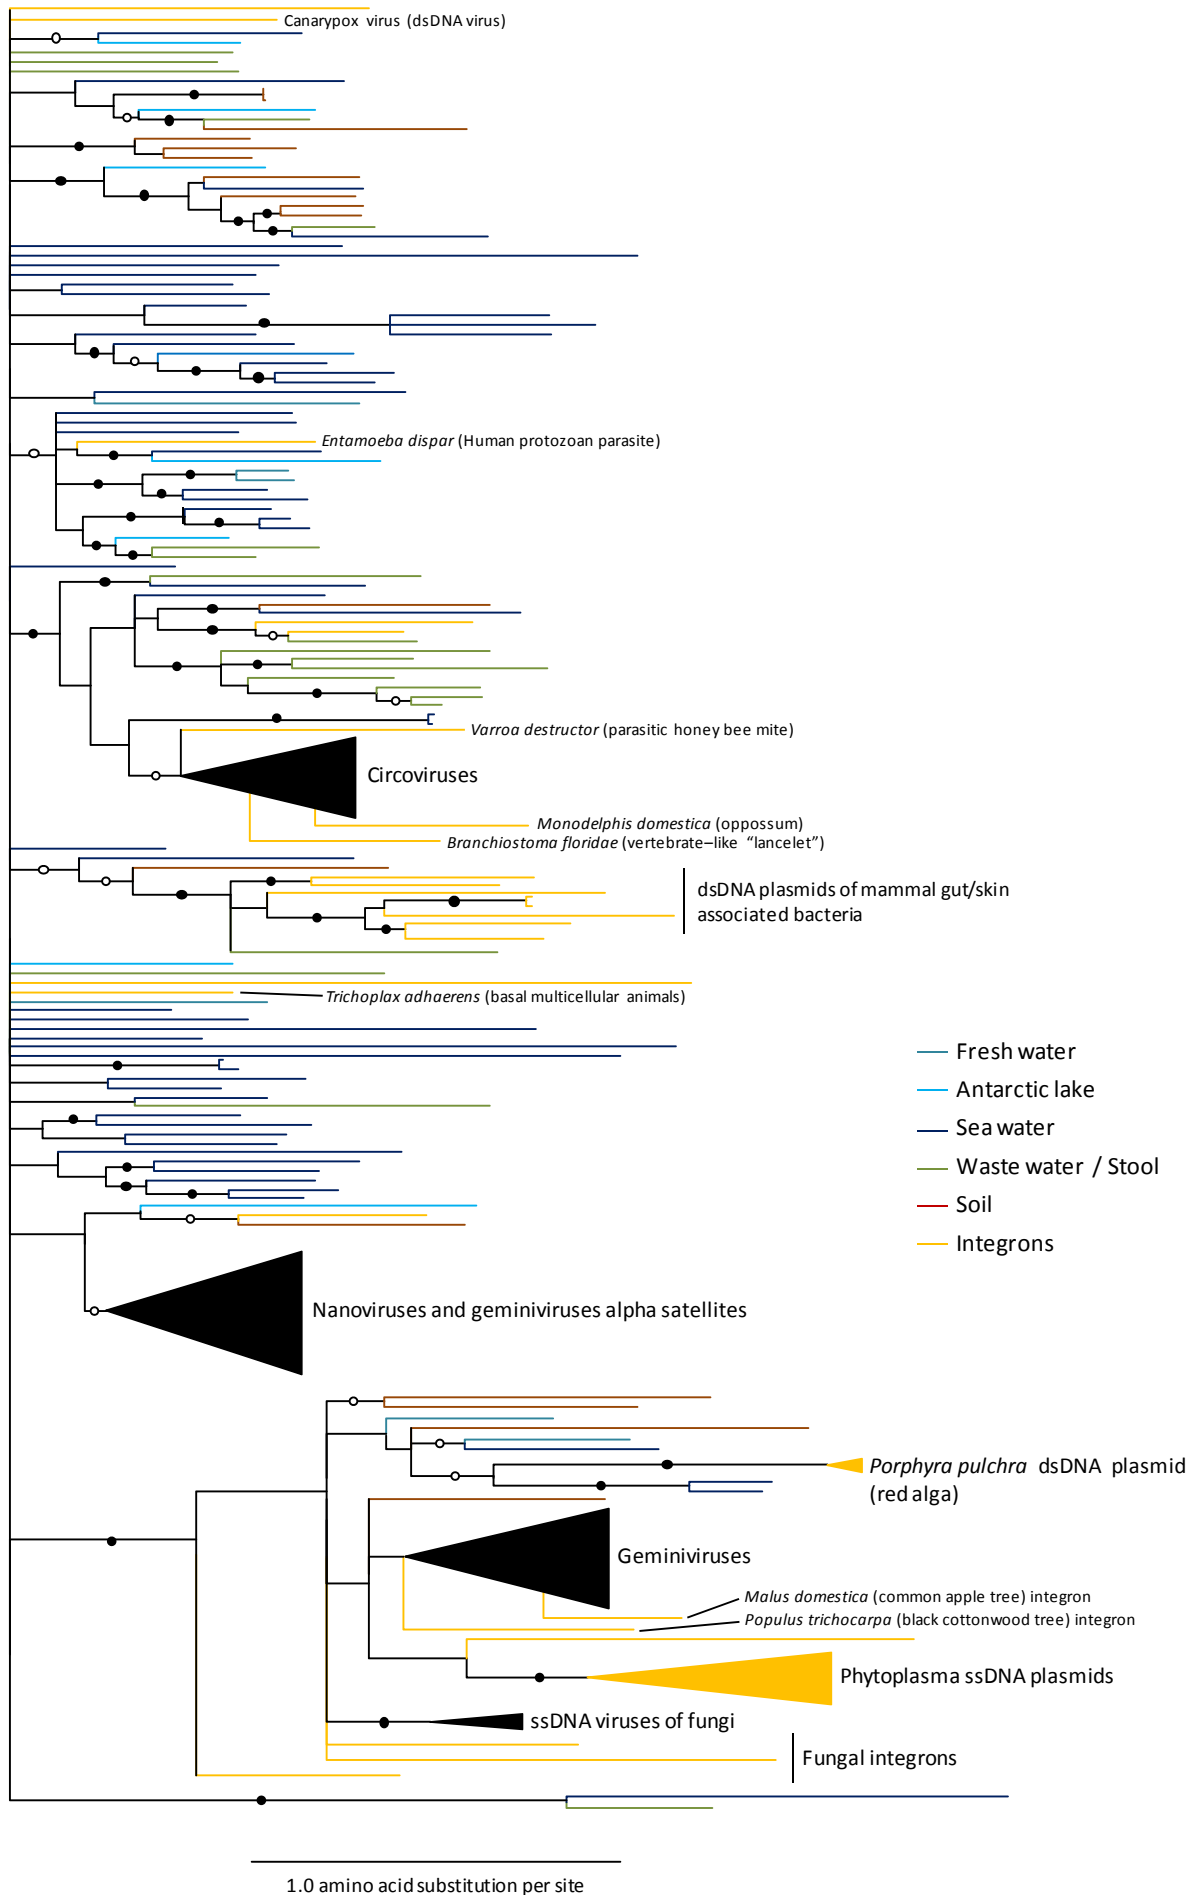 Canarypox virus (dsDNA virus)
Entamoeba dispar (Human protozoan parasite)
Varroa destructor (parasitic honey bee mite)
Circoviruses
Monodelphis domestica (oppossum)
Branchiostoma floridae (vertebrate–like “lancelet”)
dsDNA plasmids of mammal gut/skin
associated bacteria
Trichoplax adhaerens (basal multicellular animals)
Fresh water
Antarctic lake
Sea water
Waste water / Stool
Soil
Integrons
Nanoviruses and geminiviruses alpha satellites
Porphyra pulchra dsDNA plasmid
(red alga)
Geminiviruses
Malus domestica (common apple tree) integron
Populus trichocarpa (black cottonwood tree) integron
Phytoplasma ssDNA plasmids
ssDNA viruses of fungi
Fungal integrons
1.0 amino acid substitution per site